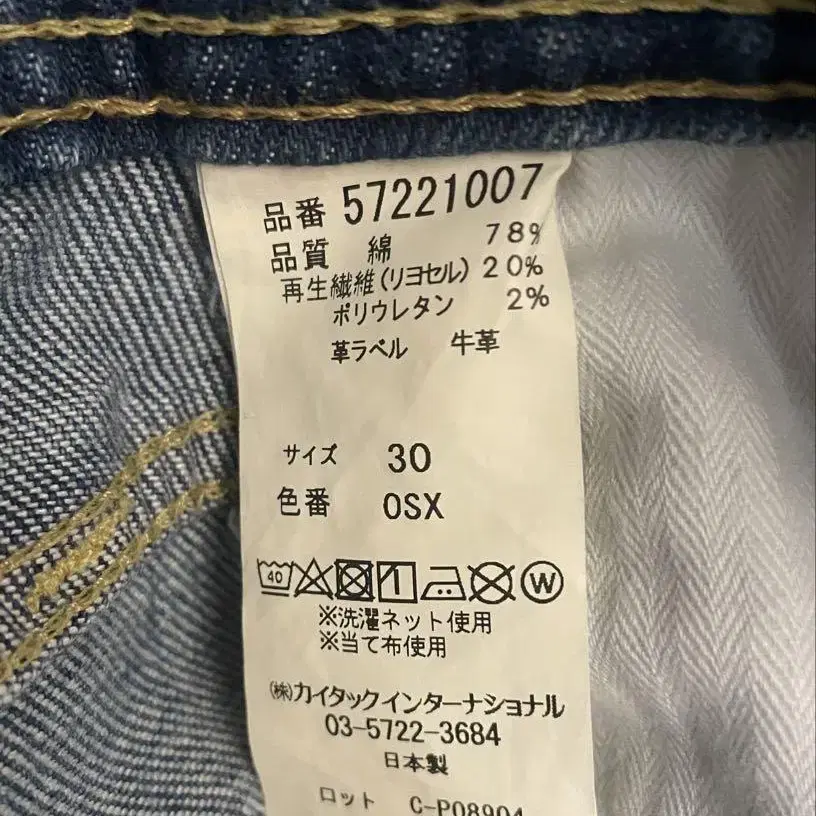 品番 57221007
品質 綿 78%
再生繊維(リヨセル) 20%
ポリウレタン 2%
革ラベル 牛革
サイズ 30
色番 0SX
40 W
※洗濯ネット使用
※当て布使用
(株)カイタックインターナショナル
03-5722-3684
日本製
ロット C-P08904